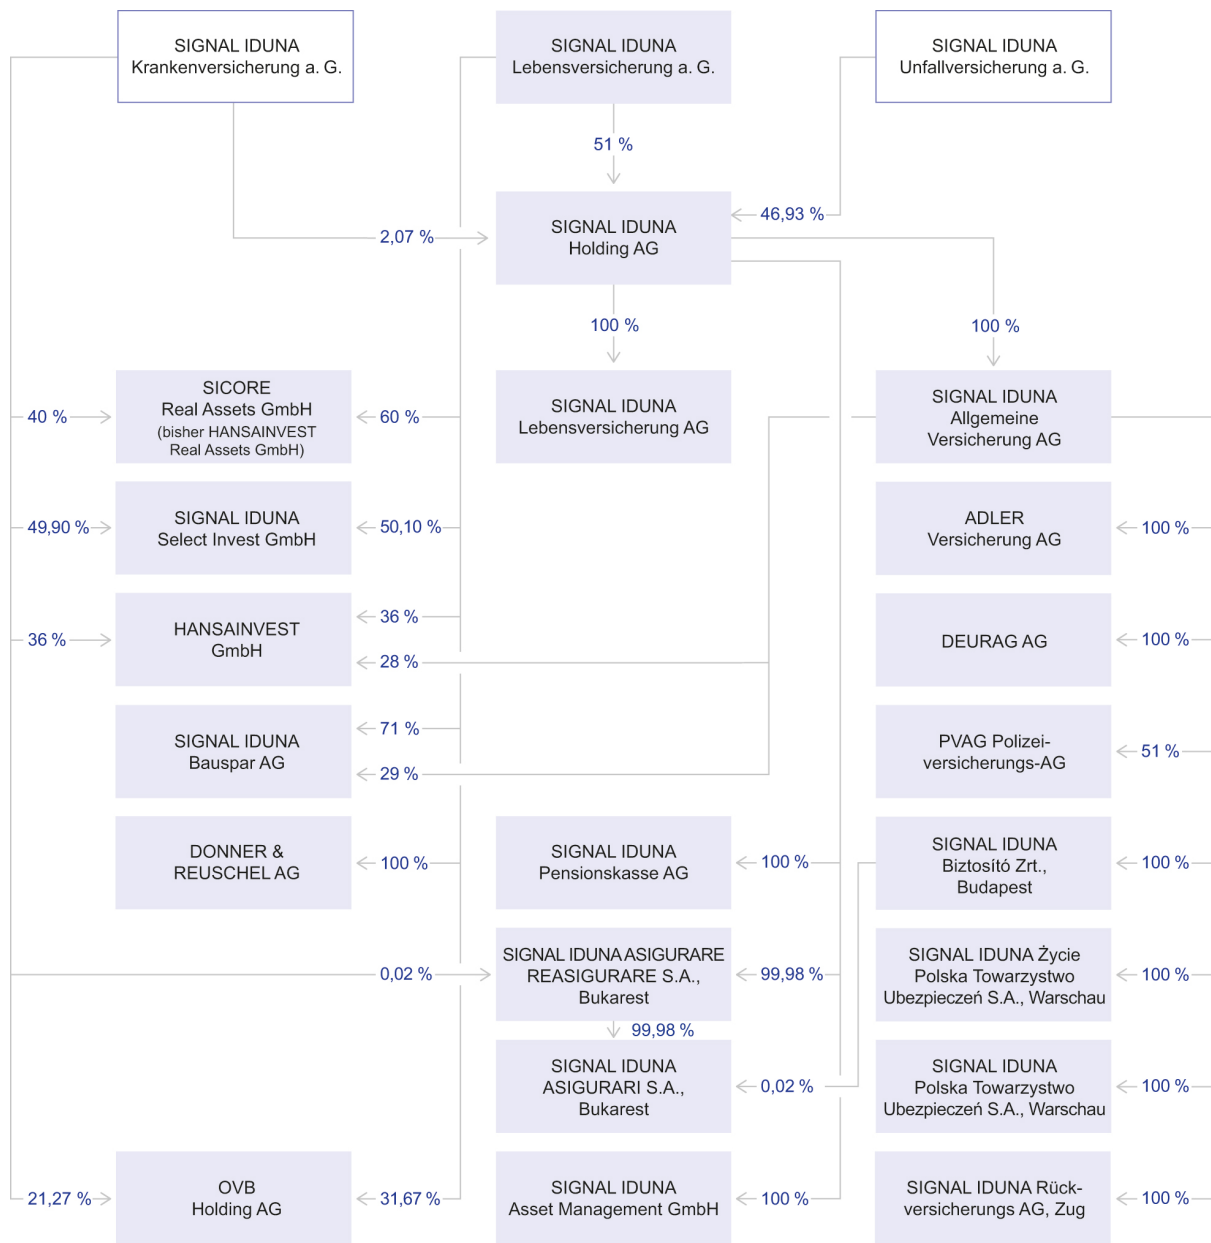 SIGNAL IDUNA
Krankenversicherung a. G.
SIGNAL IDUNA
Lebensversicherung a. G.
SIGNAL IDUNA
Unfallversicherung a. G.
51 %
46,93 %
2,07 %
SIGNAL IDUNA
Holding AG
100 %
100 %
40 %
SICORE
Real Assets GmbH
(bisher HANSAINVEST
Real Assets GmbH)
60 %
SIGNAL IDUNA
Lebensversicherung AG
SIGNAL IDUNA
Allgemeine
Versicherung AG
49,90 %
SIGNAL IDUNA
Select Invest GmbH
50,10 %
ADLER
Versicherung AG
100 %
36 %
HANSAINVEST
GmbH
36 %
28 %
DEURAG AG
100 %
SIGNAL IDUNA
Bauspar AG
71 %
29 %
PVAG Polizei-
versicherungs-AG
51 %
DONNER &
REUSCHEL AG
100 %
SIGNAL IDUNA
Pensionskasse AG
100 %
SIGNAL IDUNA
Biztosító Zrt.,
Budapest
100 %
0,02 %
SIGNAL IDUNA ASIGURARE
REASIGURARE S.A.,
Bukarest
99,98 %
SIGNAL IDUNA Życie
Polska Towarzystwo
Ubezpieczeń S.A., Warschau
100 %
99,98 %
SIGNAL IDUNA
ASIGURARI S.A.,
Bukarest
0,02 %
SIGNAL IDUNA
Polska Towarzystwo
Ubezpieczeń S.A., Warschau
100 %
21,27 %
OVB
Holding AG
31,67 %
SIGNAL IDUNA
Asset Management GmbH
100 %
SIGNAL IDUNA Rück-
versicherungs AG, Zug
100 %